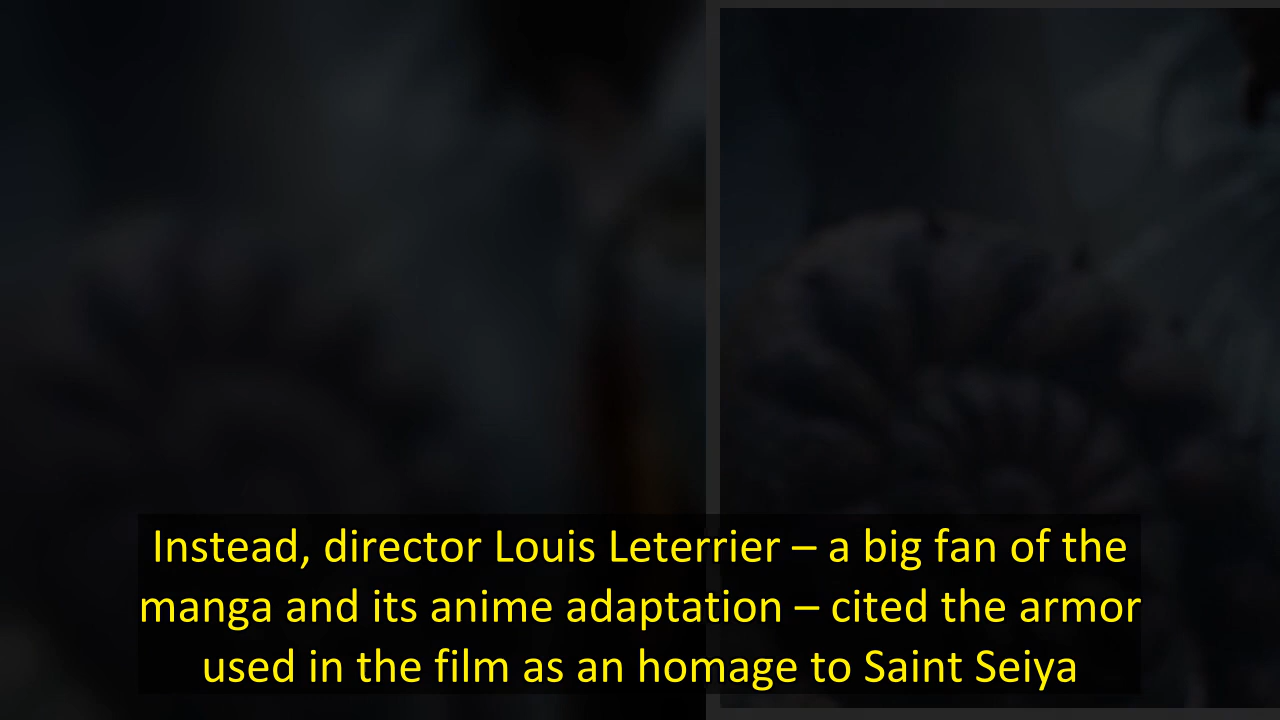 Instead, director Louis Leterrier – a big fan of the
manga and its anime adaptation – cited the armor
used in the film as an homage to Saint Seiya